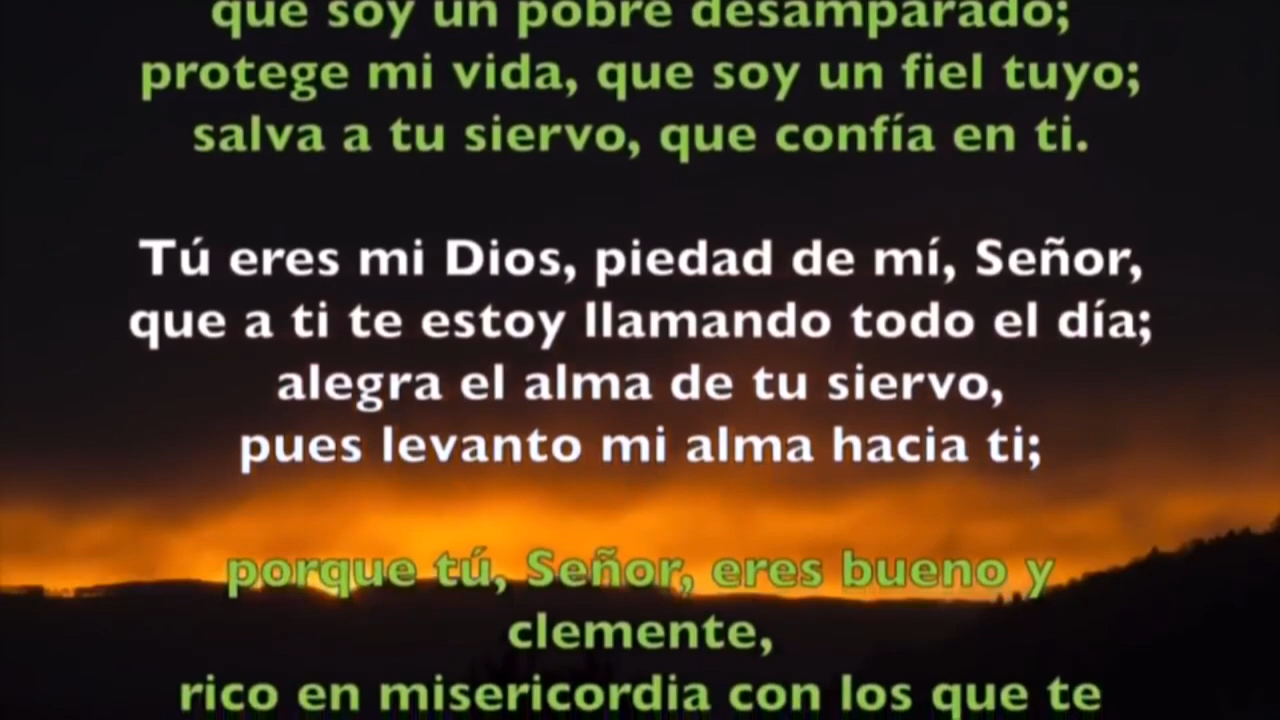 que soy un pobre desamparado;
protege mi vida, que soy un fiel tuyo;
salva a tu siervo, que confía en ti.
Tú eres mi Dios, piedad de mí, Señor,
que a ti te estoy llamando todo el día;
alegra el alma de tu siervo,
pues levanto mi alma hacia ti;
porque tú, Señor, eres bueno y
clemente,
rico en misericordia con los que te